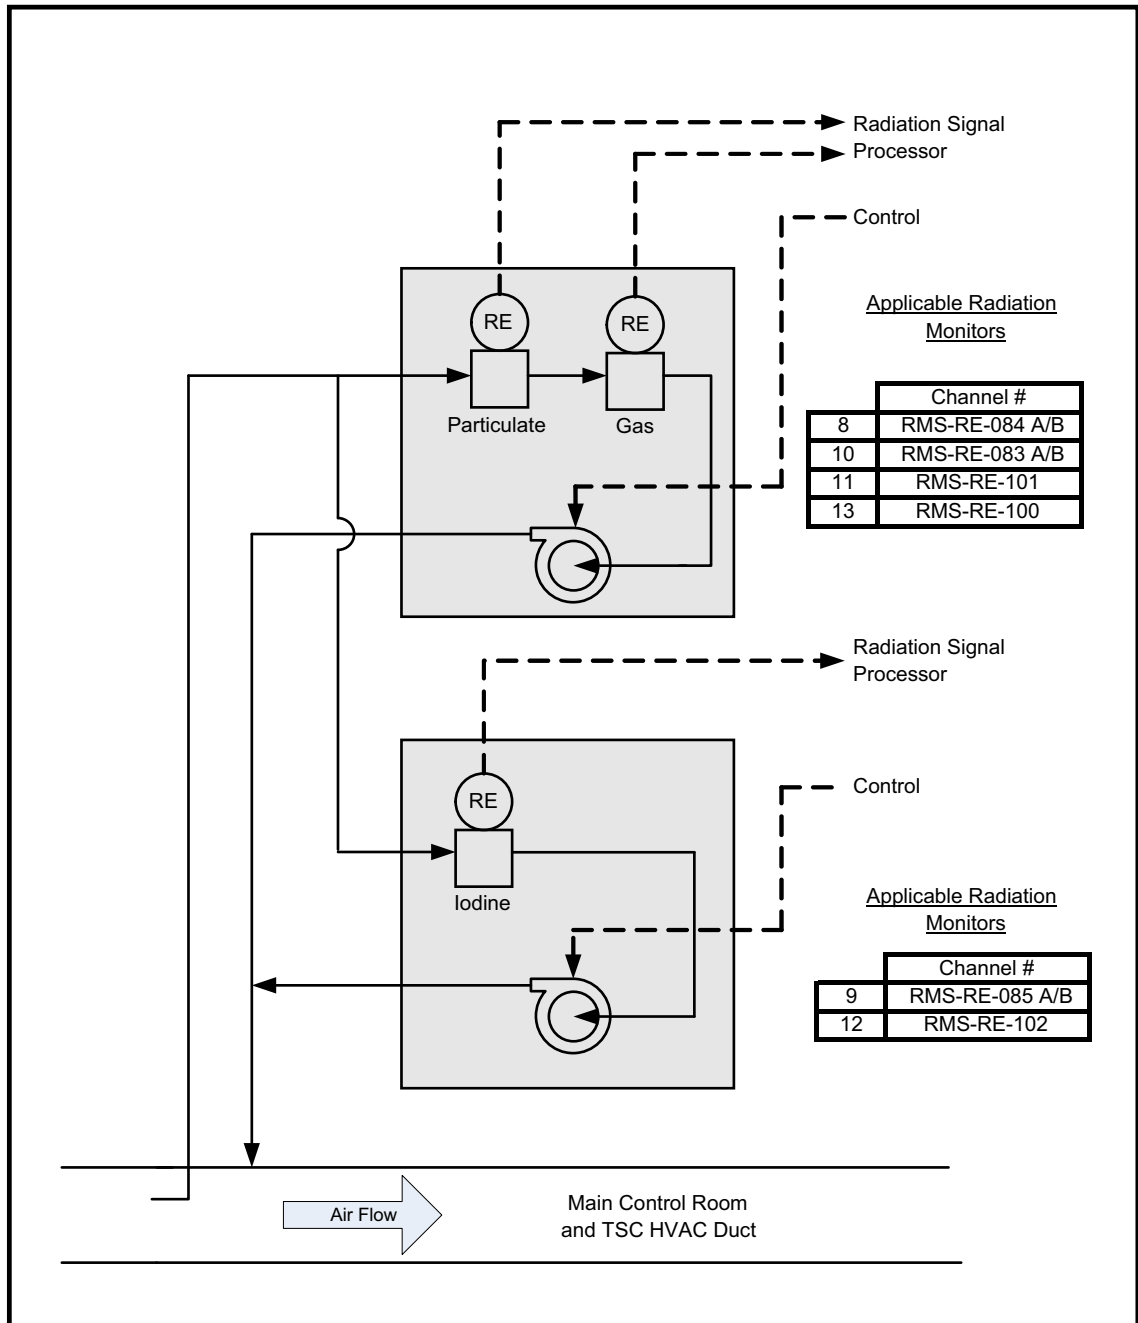 Radiation Signal
Processor
Control
RE
RE
Particulate
Gas
Applicable Radiation
Monitors
Channel #
8 RMS-RE-084 A/B
10 RMS-RE-083 A/B
11 RMS-RE-101
13 RMS-RE-100
Radiation Signal
Processor
RE
Iodine
Control
Applicable Radiation
Monitors
Channel #
9 RMS-RE-085 A/B
12 RMS-RE-102
Air Flow
Main Control Room
and TSC HVAC Duct